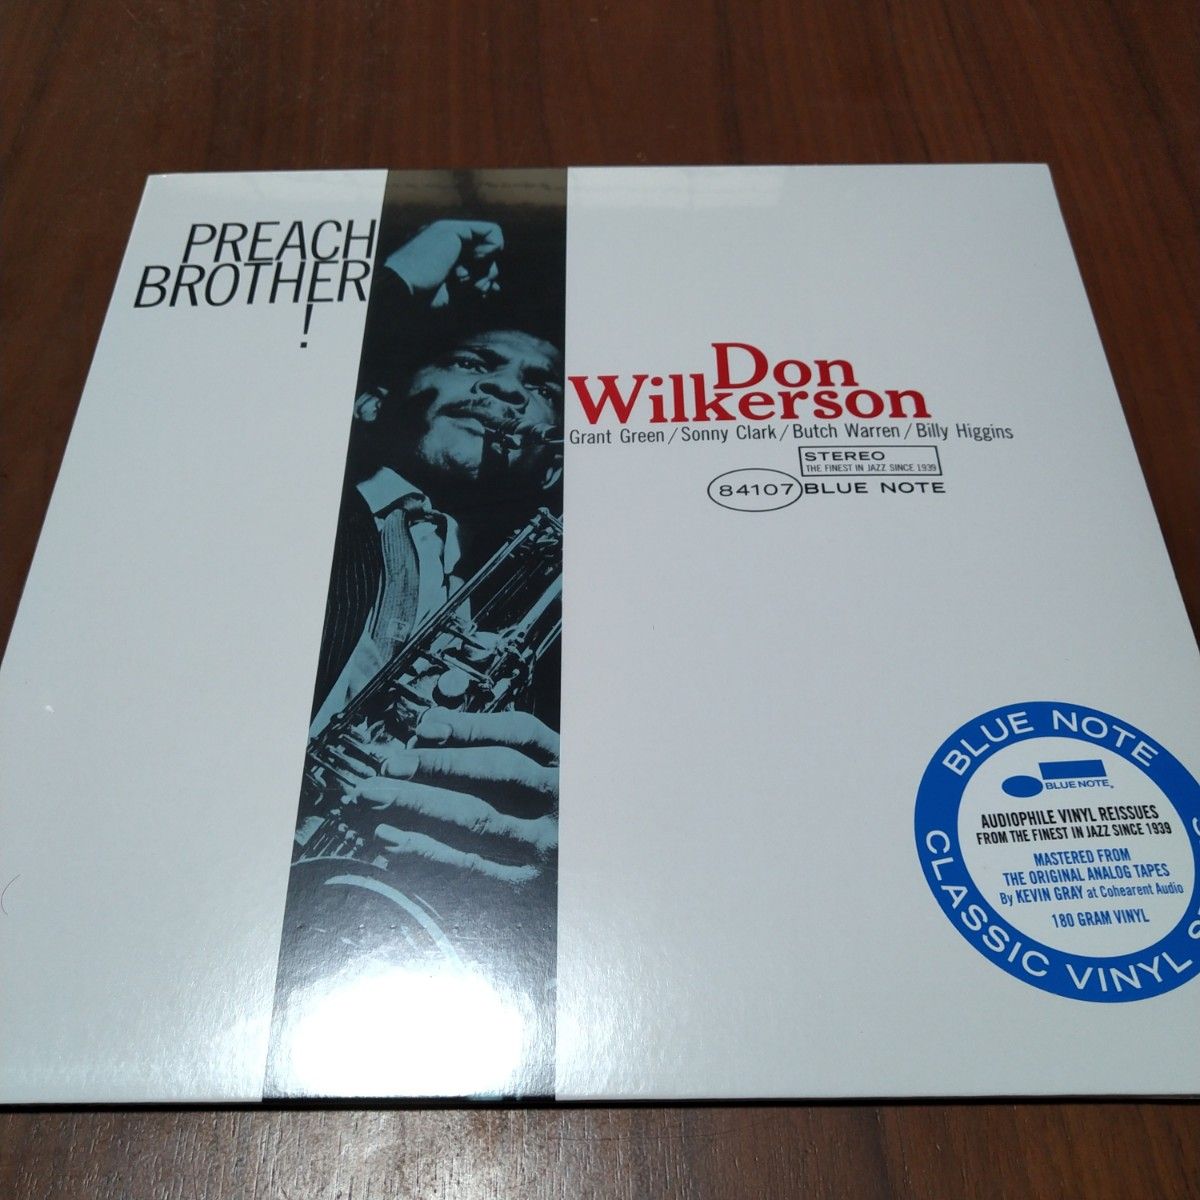 PREACH
BROTHER
!
Don
Wilkerson
Grant Green/Sonny Clark/Butch Warren/Billy Higgins
STEREO
THE FINEST IN JAZZ SINCE 1939
84107 BLUE NOTE
BLUE NOTE
BLUE NOTE
AUDIOPHILE VINYL REISSUES
FROM THE FINEST IN JAZZ SINCE 1939
MASTERED FROM
THE ORIGINAL ANALOG TAPES
By KEVIN GRAY at Cohearent Audio
180 GRAM VINYL
CLASSIC VINYL